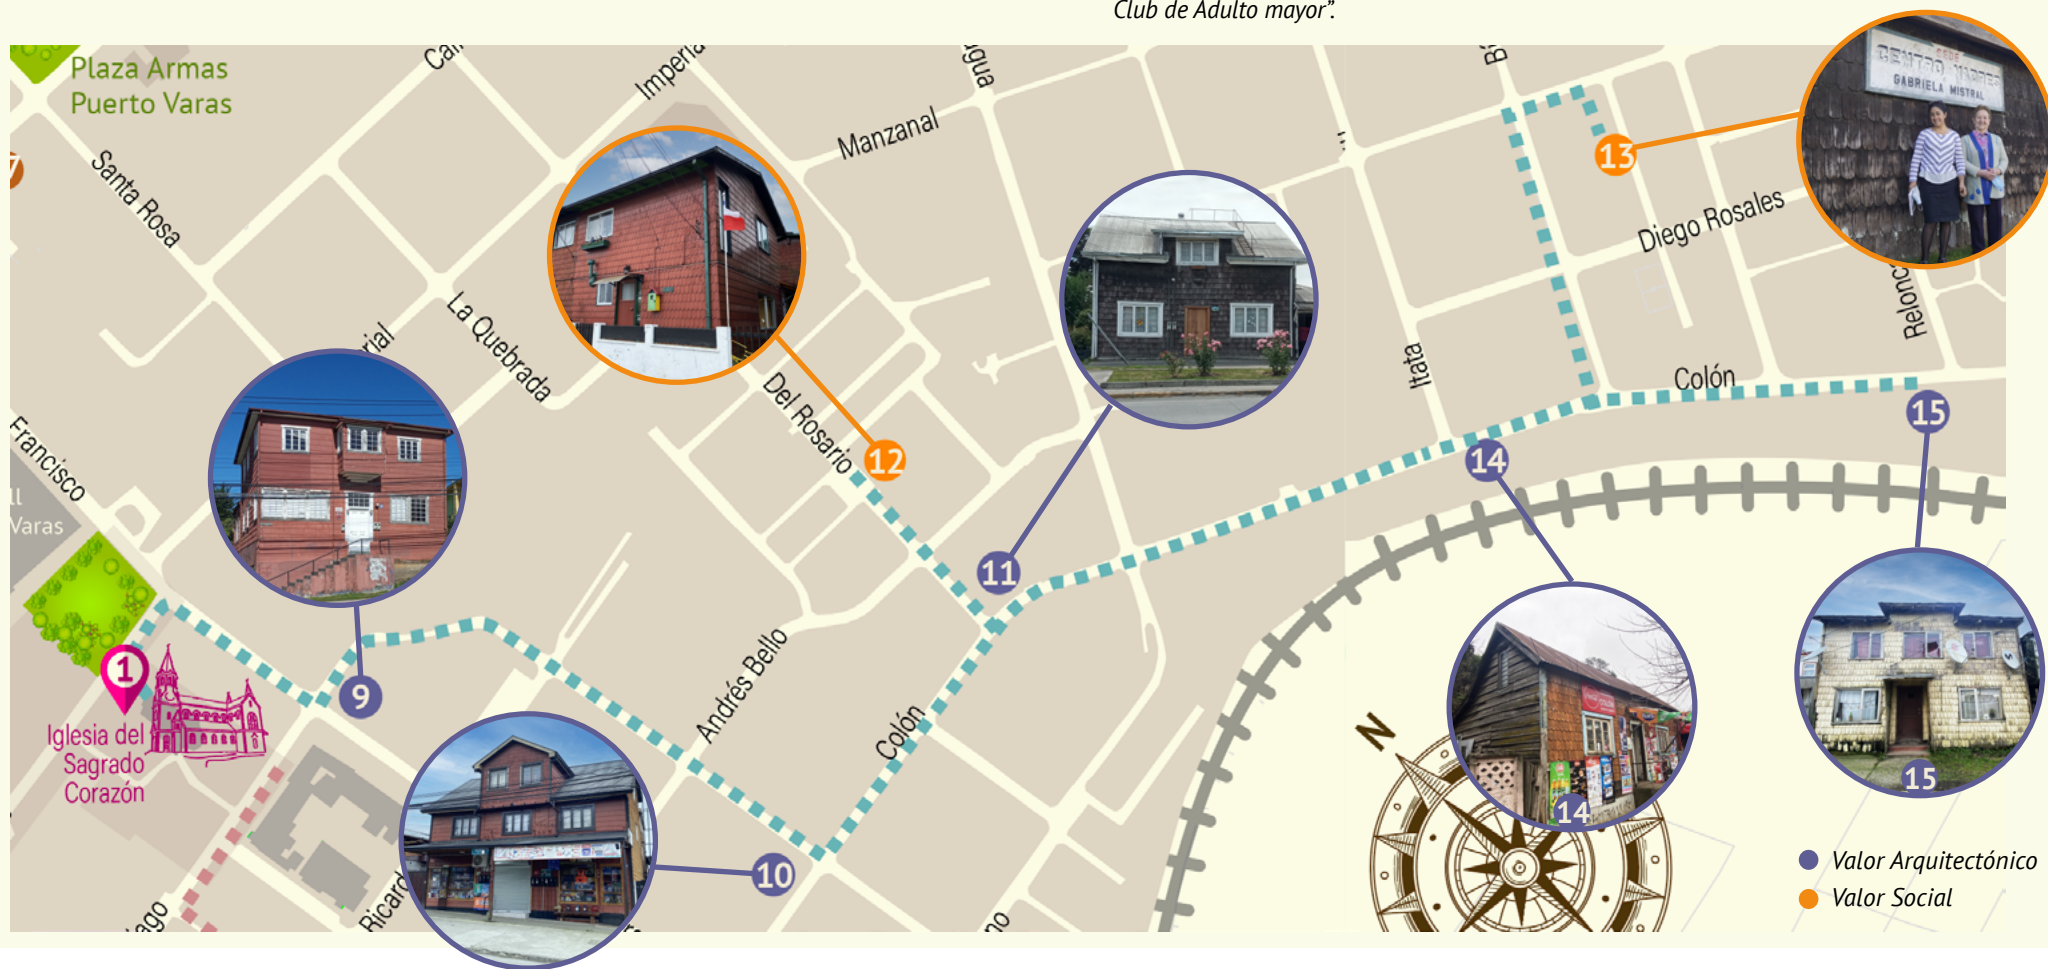 Club de Adulto mayor”.
Plaza Armas
Puerto Varas
Santa Rosa
Manzanal
SEDE
CENTRO MADRES
GABRIELA MISTRAL
13
Diego Rosales
La Quebrada
Del Rosario
12
Itata
Colón
15
14
Francisco
Varas
11
9
1
Iglesia del
Sagrado
Corazón
Andrés Bello
Colón
10
N
14
15
Valor Arquitectónico
Valor Social